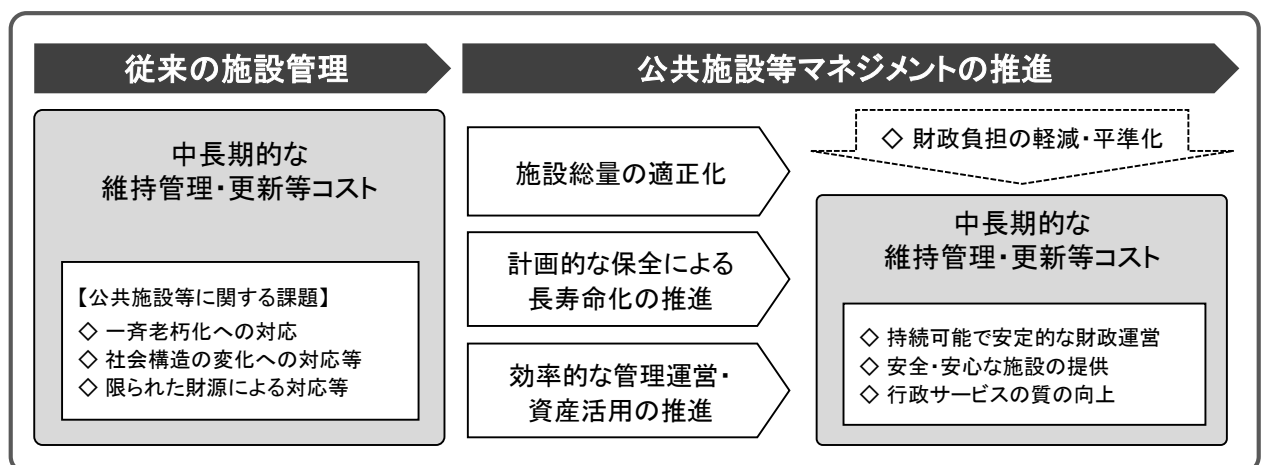 従来の施設管理
公共施設等マネジメントの推進
中長期的な
維持管理・更新等コスト
【公共施設等に関する課題】
◇ 一斉老朽化への対応
◇ 社会構造の変化への対応等
◇ 限られた財源による対応等
施設総量の適正化
計画的な保全による
長寿命化の推進
効率的な管理運営・
資産活用の推進
◇ 財政負担の軽減・平準化
中長期的な
維持管理・更新等コスト
◇ 持続可能で安定的な財政運営
◇ 安全・安心な施設の提供
◇ 行政サービスの質の向上